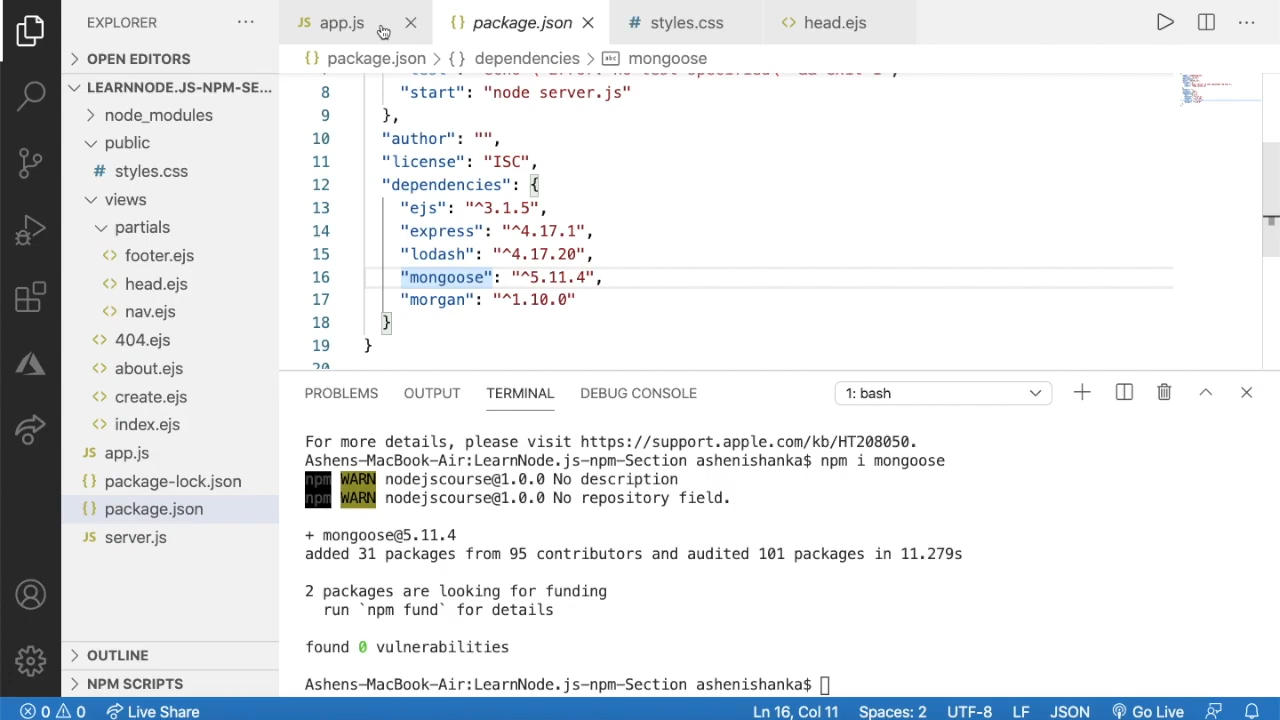 EXPLORER
JS app.js
{} package.json
# styles.css
<> head.ejs
OPEN EDITORS
{} package.json > {} dependencies > abc mongoose
LEARNNODE.JS-NPM-SE...
node_modules
public
# styles.css
views
partials
<> footer.ejs
<> head.ejs
<> nav.ejs
<> 404.ejs
<> about.ejs
<> create.ejs
<> index.ejs
JS app.js
{} package-lock.json
{} package.json
JS server.js
OUTLINE
NPM SCRIPTS
8 "start": "node server.js"
9 },
10 "author": "",
11 "license": "ISC",
12 "dependencies": {
13 "ejs": "^3.1.5",
14 "express": "^4.17.1",
15 "lodash": "^4.17.20",
16 "mongoose": "^5.11.4",
17 "morgan": "^1.10.0"
18 }
19 }
20
PROBLEMS OUTPUT TERMINAL DEBUG CONSOLE 1: bash
For more details, please visit https://support.apple.com/kb/HT208050.
Ashens-MacBook-Air:LearnNode.js-npm-Section ashenishanka$ npm i mongoose
npm WARN nodejscourse@1.0.0 No description
npm WARN nodejscourse@1.0.0 No repository field.
+ mongoose@5.11.4
added 31 packages from 95 contributors and audited 101 packages in 11.279s
2 packages are looking for funding
run `npm fund` for details
found 0 vulnerabilities
Ashens-MacBook-Air:LearnNode.js-npm-Section ashenishanka$
0 0 Live Share Ln 16, Col 11 Spaces: 2 UTF-8 LF JSON Go Live